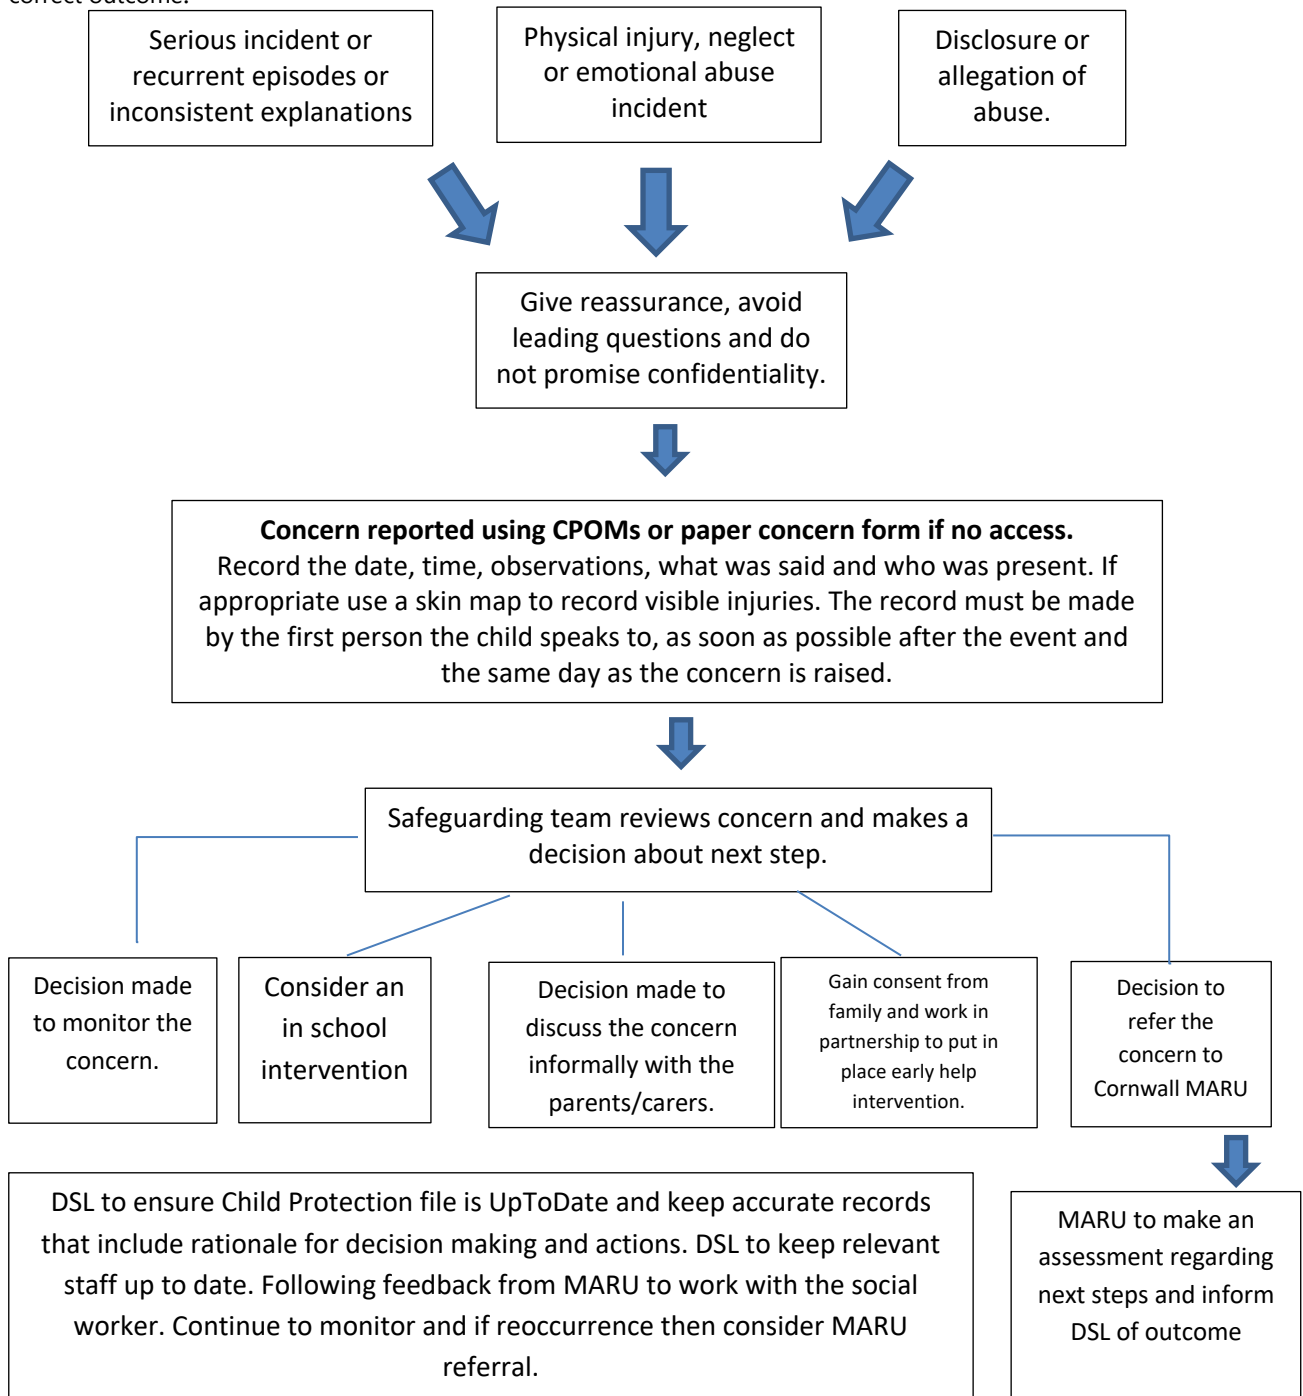 correct outcome.
Serious incident or
recurrent episodes or
inconsistent explanations
Physical injury, neglect
or emotional abuse
incident
Disclosure or
allegation of
abuse.
Give reassurance, avoid
leading questions and do
not promise confidentiality.
Concern reported using CPOMs or paper concern form if no access.
Record the date, time, observations, what was said and who was present. If
appropriate use a skin map to record visible injuries. The record must be made
by the first person the child speaks to, as soon as possible after the event and
the same day as the concern is raised.
Safeguarding team reviews concern and makes a
decision about next step.
Decision made
to monitor the
concern.
Consider an
in school
intervention
Decision made to
discuss the concern
informally with the
parents/carers.
Gain consent from
family and work in
partnership to put in
place early help
intervention.
Decision to
refer the
concern to
Cornwall MARU
DSL to ensure Child Protection file is UpToDate and keep accurate records
that include rationale for decision making and actions. DSL to keep relevant
staff up to date. Following feedback from MARU to work with the social
worker. Continue to monitor and if reoccurrence then consider MARU
referral.
MARU to make an
assessment regarding
next steps and inform
DSL of outcome